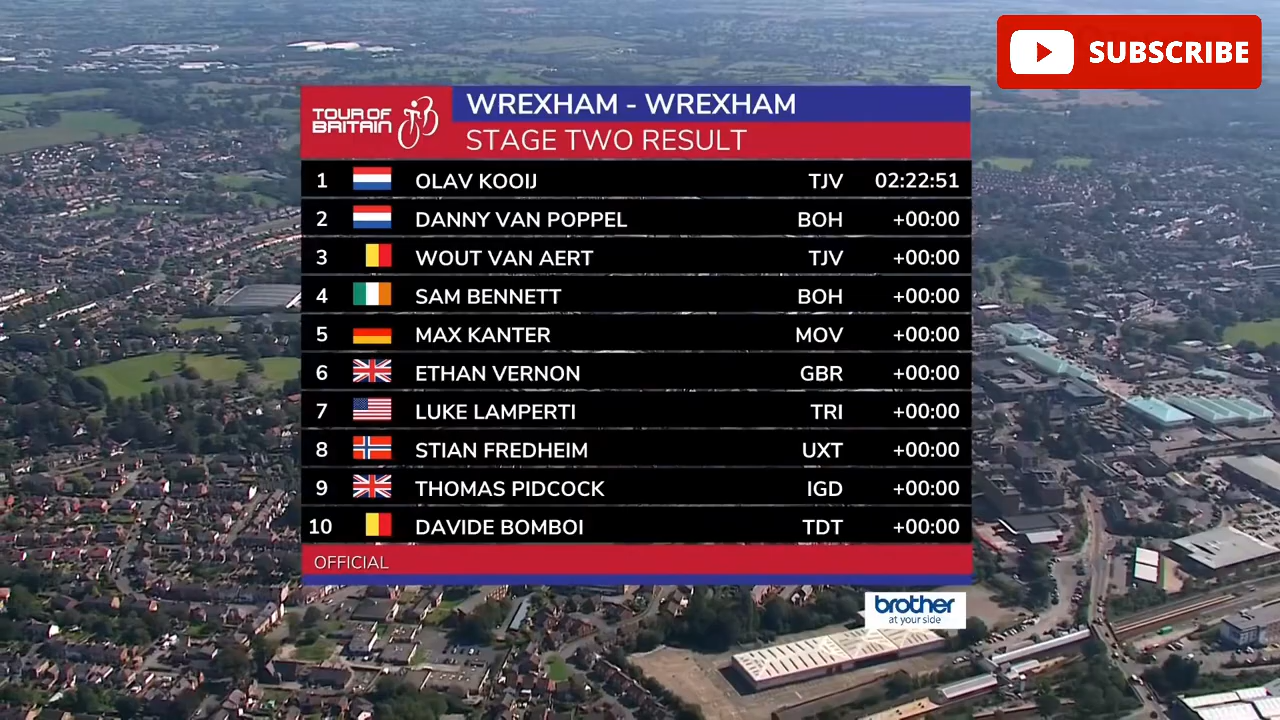 SUBSCRIBE
TOUR OF
BRITAIN
WREXHAM - WREXHAM
STAGE TWO RESULT
1 OLAV KOOIJ TJV 02:22:51
2 DANNY VAN POPPEL BOH +00:00
3 WOUT VAN AERT TJV +00:00
4 SAM BENNETT BOH +00:00
5 MAX KANTER MOV +00:00
6 ETHAN VERNON GBR +00:00
7 LUKE LAMPERTI TRI +00:00
8 STIAN FREDHEIM UXT +00:00
9 THOMAS PIDCOCK IGD +00:00
10 DAVIDE BOMBOI TDT +00:00
OFFICIAL
brother
at your side